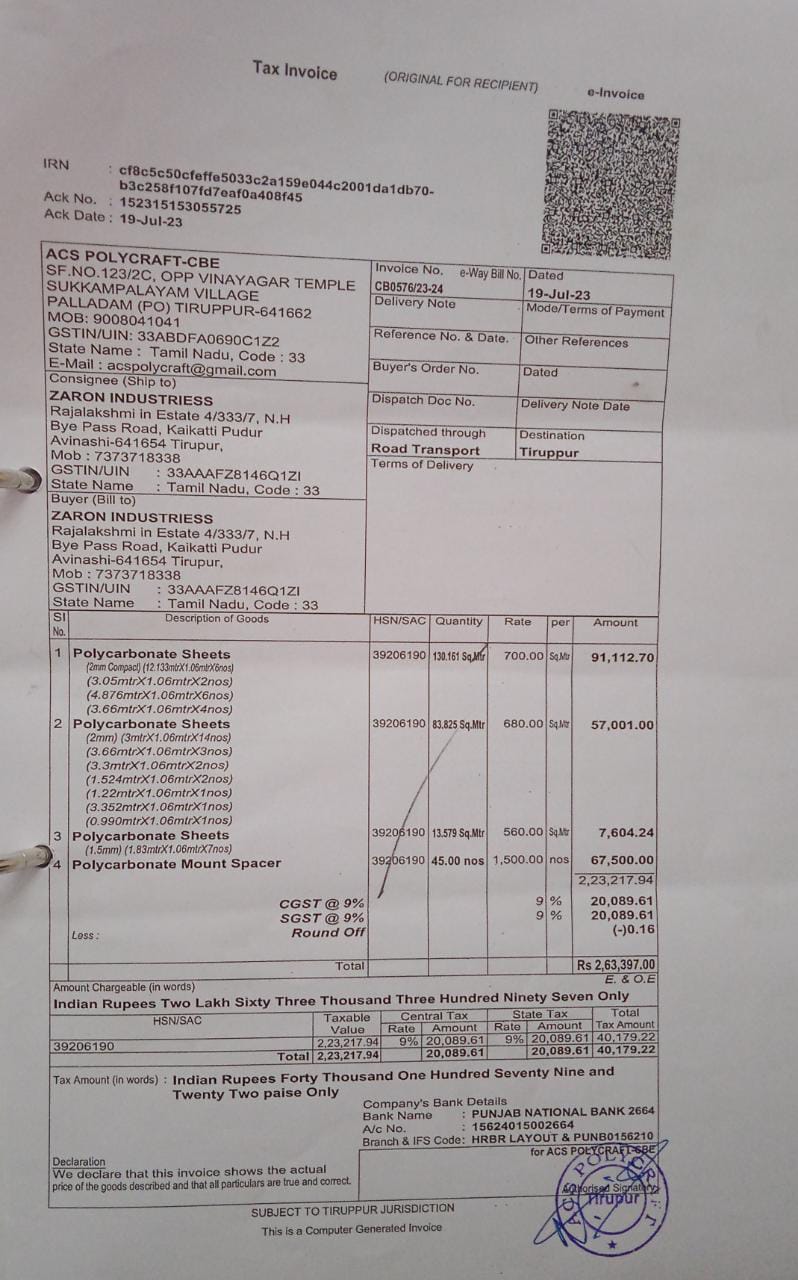 Tax Invoice
(ORIGINAL FOR RECIPIENT)
e-Invoice
IRN : cf8c5c50cfeffe5033c2a159e044c2001da1db70-
b3c258f107fd7eaf0a408f45
Ack No. : 152315153055725
Ack Date : 19-Jul-23
ACS POLYCRAFT-CBE
SF.NO.123/2C, OPP VINAYAGAR TEMPLE
SUKKAMPALAYAM VILLAGE
PALLADAM (PO) TIRUPPUR-641662
MOB: 9008041041
GSTIN/UIN: 33ABDFA0690C1Z2
State Name : Tamil Nadu, Code : 33
E-Mail : acspolycraft@gmail.com
Invoice No. e-Way Bill No. Dated
CB0576/23-24 19-Jul-23
Delivery Note Mode/Terms of Payment
Reference No. & Date. Other References
Buyer's Order No. Dated
Dispatch Doc No. Delivery Note Date
Dispatched through Destination
Road Transport Tiruppur
Terms of Delivery
Consignee (Ship to)
ZARON INDUSTRIESS
Rajalakshmi in Estate 4/333/7, N.H
Bye Pass Road, Kaikatti Pudur
Avinashi-641654 Tirupur,
Mob : 7373718338
GSTIN/UIN : 33AAAFZ8146Q1ZI
State Name : Tamil Nadu, Code : 33
Buyer (Bill to)
ZARON INDUSTRIESS
Rajalakshmi in Estate 4/333/7, N.H
Bye Pass Road, Kaikatti Pudur
Avinashi-641654 Tirupur,
Mob : 7373718338
GSTIN/UIN : 33AAAFZ8146Q1ZI
State Name : Tamil Nadu, Code : 33
Sl No. Description of Goods HSN/SAC Quantity Rate per Amount
1 Polycarbonate Sheets 39206190 130.161 Sq.Mtr 700.00 Sq.Mtr 91,112.70
(2mm Compact) (12.133mtrX1.06mtrX6nos)
(3.05mtrX1.06mtrX2nos)
(4.876mtrX1.06mtrX6nos)
(3.66mtrX1.06mtrX4nos)
2 Polycarbonate Sheets 39206190 83.825 Sq.Mtr 680.00 Sq.Mtr 57,001.00
(2mm) (3mtrX1.06mtrX14nos)
(3.66mtrX1.06mtrX3nos)
(3.3mtrX1.06mtrX2nos)
(1.524mtrX1.06mtrX2nos)
(1.22mtrX1.06mtrX1nos)
(3.352mtrX1.06mtrX1nos)
(0.990mtrX1.06mtrX1nos)
3 Polycarbonate Sheets 39206190 13.579 Sq.Mtr 560.00 Sq.Mtr 7,604.24
(1.5mm) (1.83mtrX1.06mtrX7nos)
4 Polycarbonate Mount Spacer 39206190 45.00 nos 1,500.00 nos 67,500.00
2,23,217.94
CGST @ 9% 9 % 20,089.61
SGST @ 9% 9 % 20,089.61
Less : Round Off (-)0.16
Total Rs 2,63,397.00
Amount Chargeable (in words) E. & O.E
Indian Rupees Two Lakh Sixty Three Thousand Three Hundred Ninety Seven Only
HSN/SAC Taxable Value Central Tax State Tax Total Tax Amount
Rate Amount Rate Amount
39206190 2,23,217.94 9% 20,089.61 9% 20,089.61 40,179.22
Total 2,23,217.94 20,089.61 20,089.61 40,179.22
Tax Amount (in words) : Indian Rupees Forty Thousand One Hundred Seventy Nine and
Twenty Two paise Only
Company's Bank Details
Bank Name : PUNJAB NATIONAL BANK 2664
A/c No. : 15624015002664
Branch & IFS Code: HRBR LAYOUT & PUNB0156210
for ACS POLYCRAFT-CBE
Declaration
We declare that this invoice shows the actual
price of the goods described and that all particulars are true and correct.
Authorised Signatory
Tirupur
SUBJECT TO TIRUPPUR JURISDICTION
This is a Computer Generated Invoice